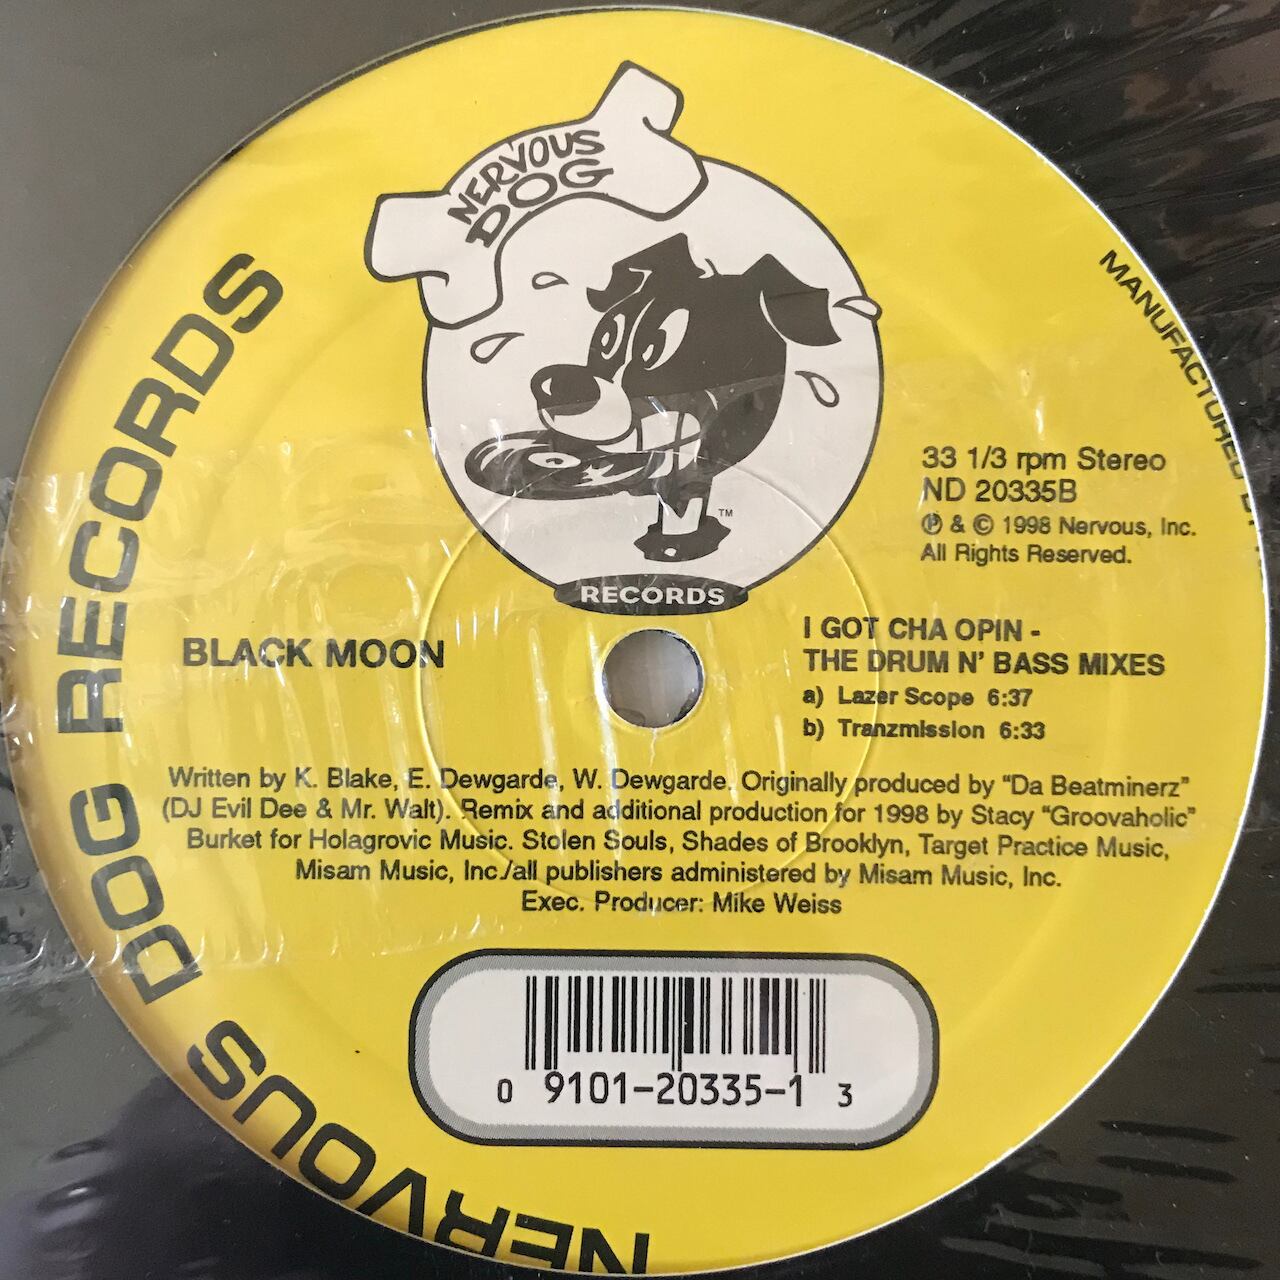 NERVOUS
DOG
TM
RECORDS
NERVOUS DOG RECORDS
MANUFACTURED
33 1/3 rpm Stereo
ND 20335B
℗ & © 1998 Nervous, Inc.
All Rights Reserved.
BLACK MOON
I GOT CHA OPIN -
THE DRUM N' BASS MIXES
a) Lazer Scope 6:37
b) Tranzmission 6:33
Written by K. Blake, E. Dewgarde, W. Dewgarde. Originally produced by "Da Beatminerz"
(DJ Evil Dee & Mr. Walt). Remix and additional production for 1998 by Stacy "Groovaholic"
Burket for Holagrovic Music. Stolen Souls, Shades of Brooklyn, Target Practice Music,
Misam Music, Inc./all publishers administered by Misam Music, Inc.
Exec. Producer: Mike Weiss
0 9101-20335-1 3